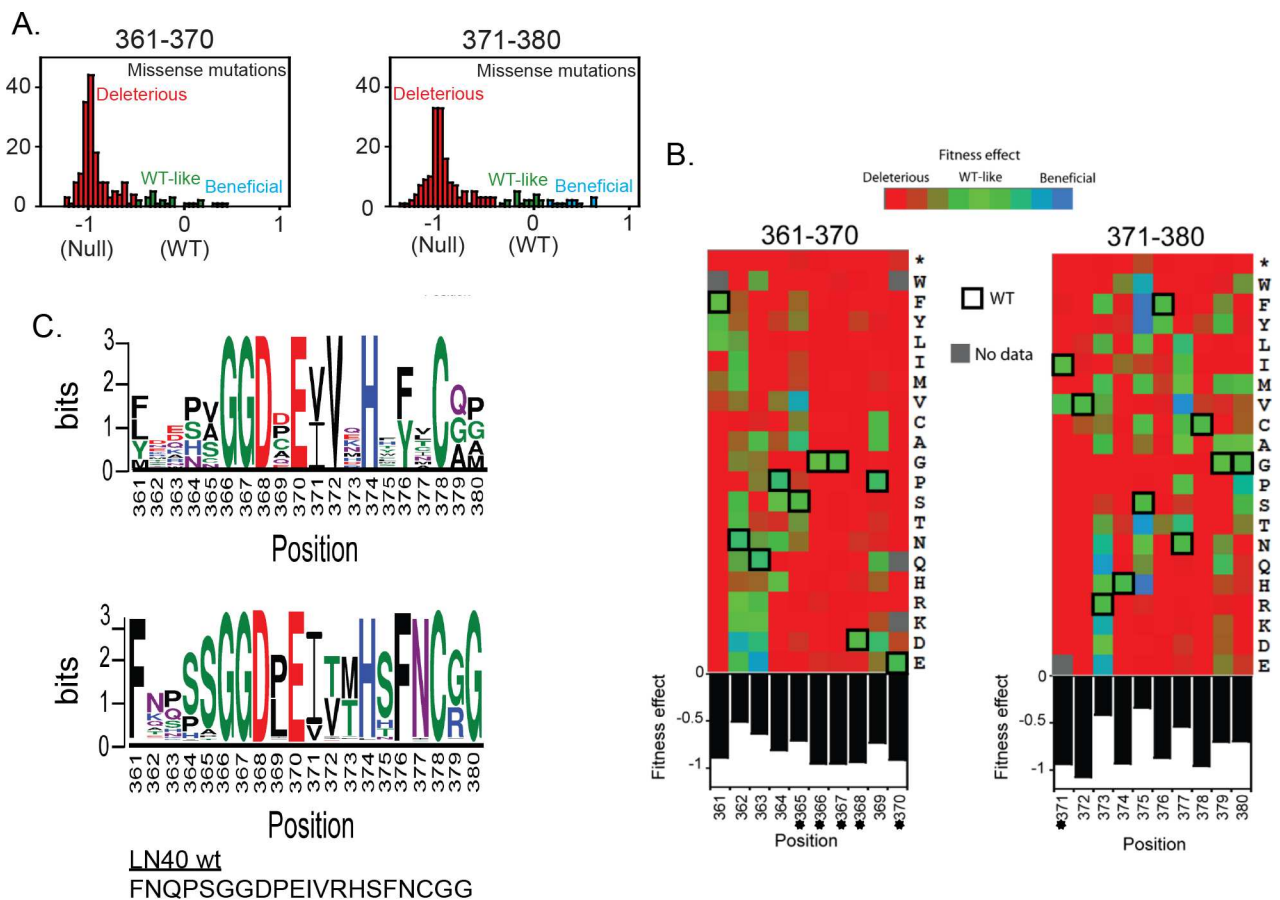 A.
361-370
Missense mutations
Deleterious
WT-like
Beneficial
40
20
0
-1
0
1
(Null)
(WT)
371-380
Missense mutations
Deleterious
WT-like
Beneficial
40
20
0
-1
0
1
(Null)
(WT)
B.
Fitness effect
Deleterious
WT-like
Beneficial
361-370
371-380
WT
No data
*
W
F
Y
L
I
M
V
C
A
G
P
S
T
N
Q
H
R
K
D
E
*
W
F
Y
L
I
M
V
C
A
G
P
S
T
N
Q
H
R
K
D
E
Fitness effect
0
-0.5
-1
361
362
363
364
*365
*366
*367
*368
369
*370
Position
Fitness effect
0
-0.5
-1
*371
372
373
374
375
376
377
378
379
380
Position
C.
bits
3
2
1
0
361
362
363
364
365
366
367
368
369
370
371
372
373
374
375
376
377
378
379
380
Position
bits
3
2
1
0
361
362
363
364
365
366
367
368
369
370
371
372
373
374
375
376
377
378
379
380
Position
LN40 wt
FNQPSGGDPEIVRHSFNCGG